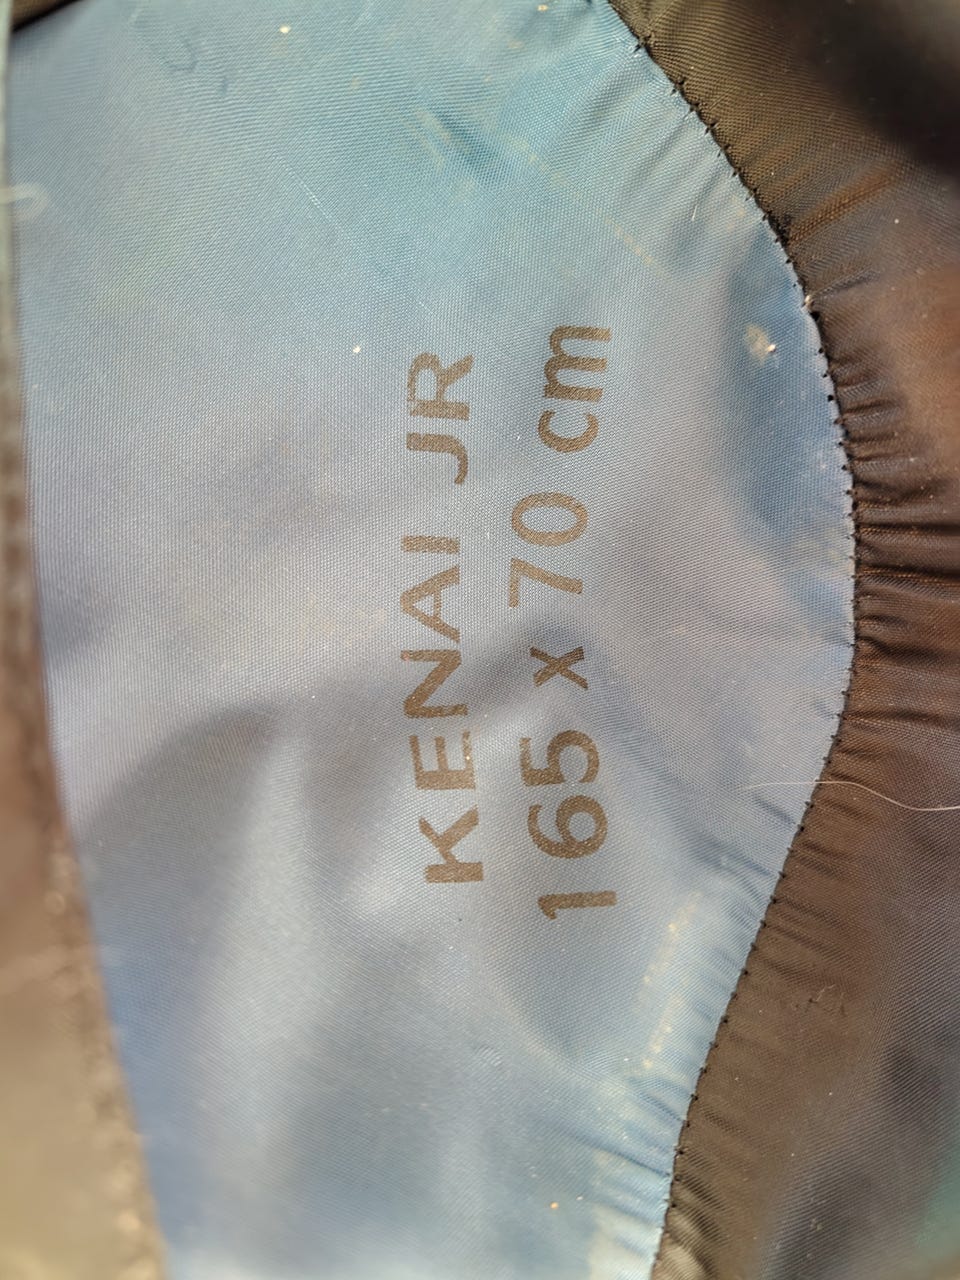 KENAI JR
165 x 70 cm